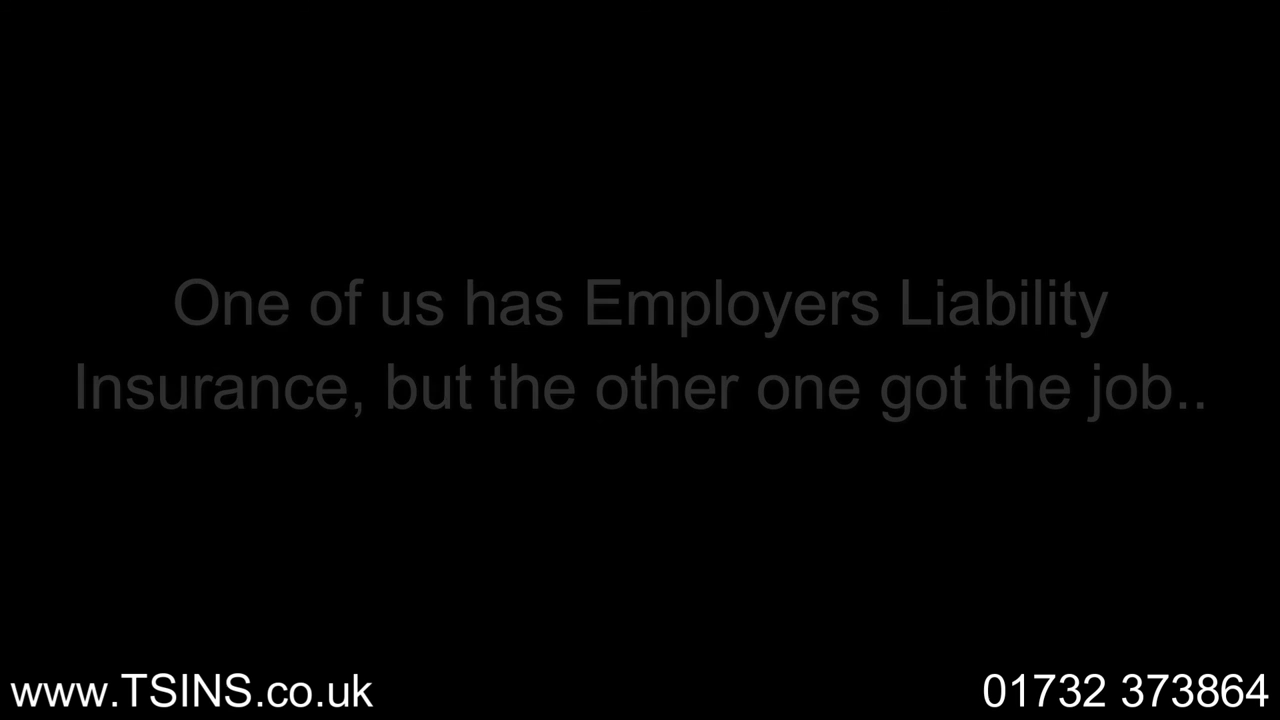 One of us has Employers Liability
Insurance, but the other one got the job..
www.TSINS.co.uk
01732 373864